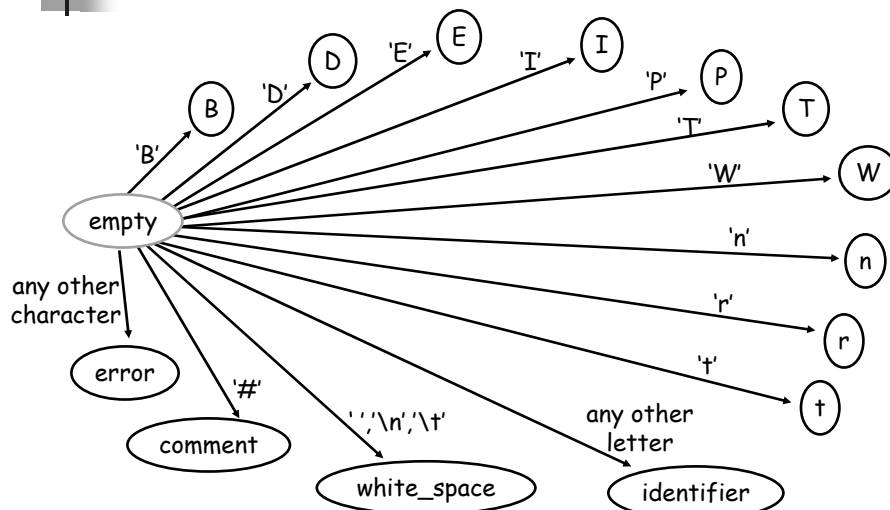 'E'
E
'I'
I
'D'
D
'P'
P
'B'
B
'T'
T
'W'
W
empty
'n'
n
any other
character
'r'
r
error
't'
t
'#'
comment
' ','\n','\t'
white_space
any other
letter
identifier